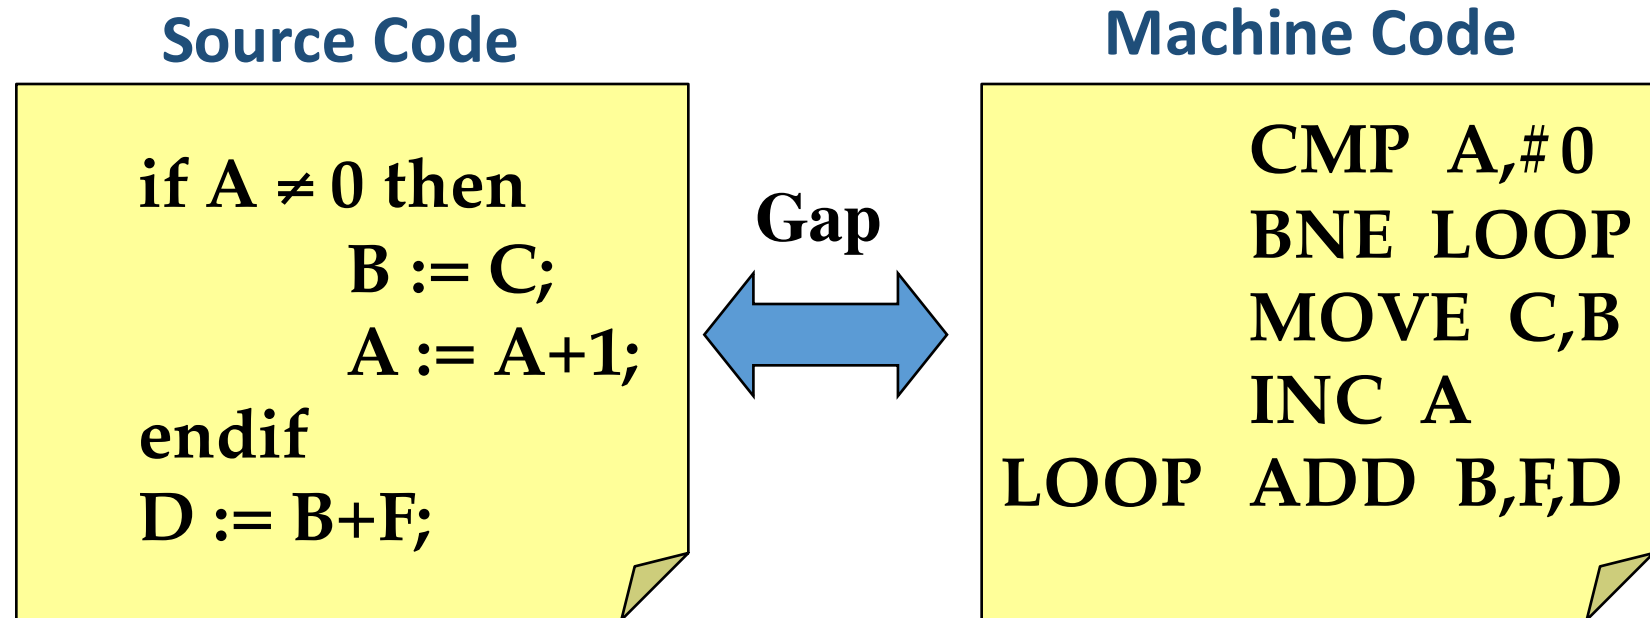 Source Code
if A ≠ 0 then
B := C;
A := A+1;
endif
D := B+F;
Gap
Machine Code
CMP A,#0
BNE LOOP
MOVE C,B
INC A
LOOP ADD B,F,D